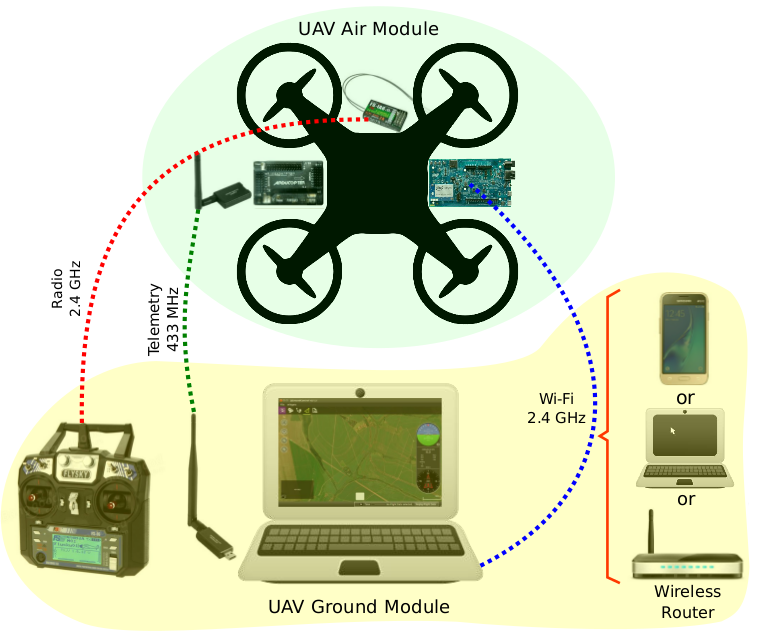 UAV Air Module
Radio
2.4 GHz
Telemetry
433 MHz
Wi-Fi
2.4 GHz
or
or
FLYSKY
Wireless
Router
UAV Ground Module